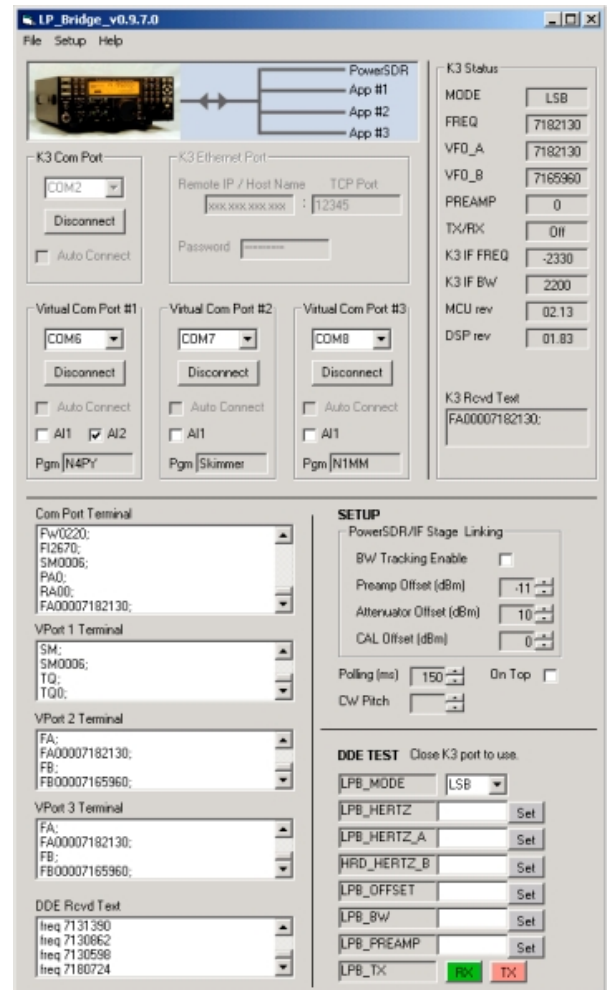 LP_Bridge_v0.9.7.0
File Setup Help
PowerSDR
App #1
App #2
App #3
K3 Com Port
COM2
Disconnect
Auto Connect
K3 Ethernet Port
Remote IP / Host Name TCP Port
xxx.xxx.xxx.xxx : 12345
Password
K3 Status
MODE LSB
FREQ 7182130
VFO_A 7182130
VFO_B 7165960
PREAMP 0
TX/RX Off
K3 IF FREQ -2330
K3 IF BW 2200
MCU rev 02.13
DSP rev 01.83
K3 Rcvd Text
FA00007182130;
Virtual Com Port #1
COM6
Disconnect
Auto Connect
AI1 AI2
Pgm N4PY
Virtual Com Port #2
COM7
Disconnect
Auto Connect
AI1
Pgm Skimmer
Virtual Com Port #3
COM8
Disconnect
Auto Connect
AI1
Pgm N1MM
Com Port Terminal
FW0220;
FI2670;
SM0006;
PA0;
RA00;
FA00007182130;
VPort 1 Terminal
SM;
SM0006;
TQ;
TQ0;
VPort 2 Terminal
FA;
FA00007182130;
FB;
FB00007165960;
VPort 3 Terminal
FA;
FA00007182130;
FB;
FB00007165960;
DDE Rcvd Text
freq 7131390
freq 7130862
freq 7130598
freq 7180724
SETUP
PowerSDR/IF Stage Linking
BW Tracking Enable
Preamp Offset (dBm) -11
Attenuator Offset (dBm) 10
CAL Offset (dBm) 0
Polling (ms) 150 On Top
CW Pitch
DDE TEST Close K3 port to use.
LPB_MODE LSB
LPB_HERTZ Set
LPB_HERTZ_A Set
HRD_HERTZ_B Set
LPB_OFFSET Set
LPB_BW Set
LPB_PREAMP Set
LPB_TX RX TX